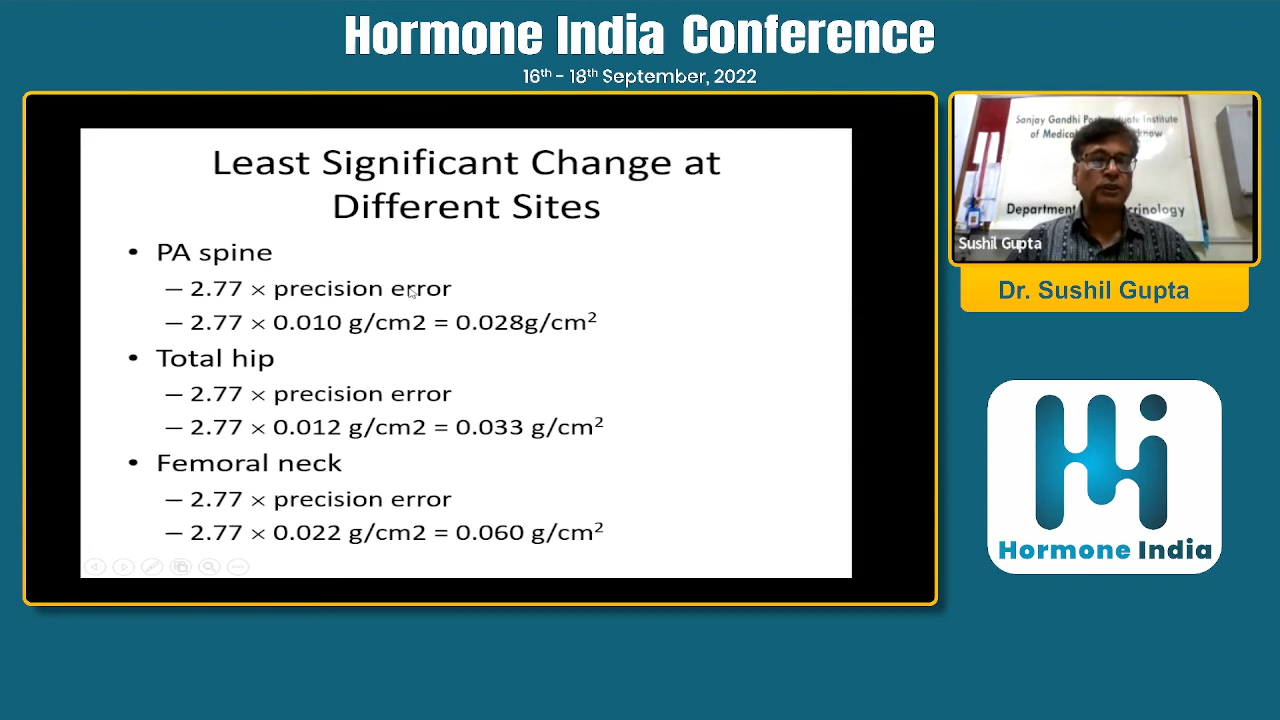 Hormone India Conference
16th - 18th September, 2022
Least Significant Change at
Different Sites
• PA spine
– 2.77 × precision error
– 2.77 × 0.010 g/cm2 = 0.028g/cm²
• Total hip
– 2.77 × precision error
– 2.77 × 0.012 g/cm2 = 0.033 g/cm²
• Femoral neck
– 2.77 × precision error
– 2.77 × 0.022 g/cm2 = 0.060 g/cm²
Sanjay Gandhi Institute
of Medical
Department
Sushil Gupta
Dr. Sushil Gupta
Hormone India